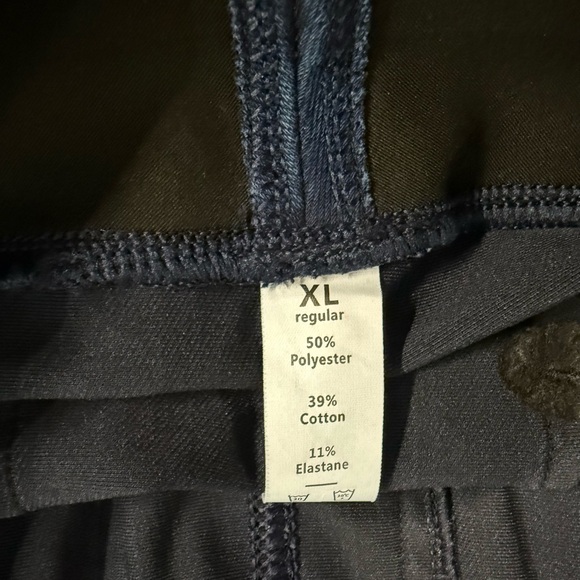 XL
regular
50%
Polyester
39%
Cotton
11%
Elastane